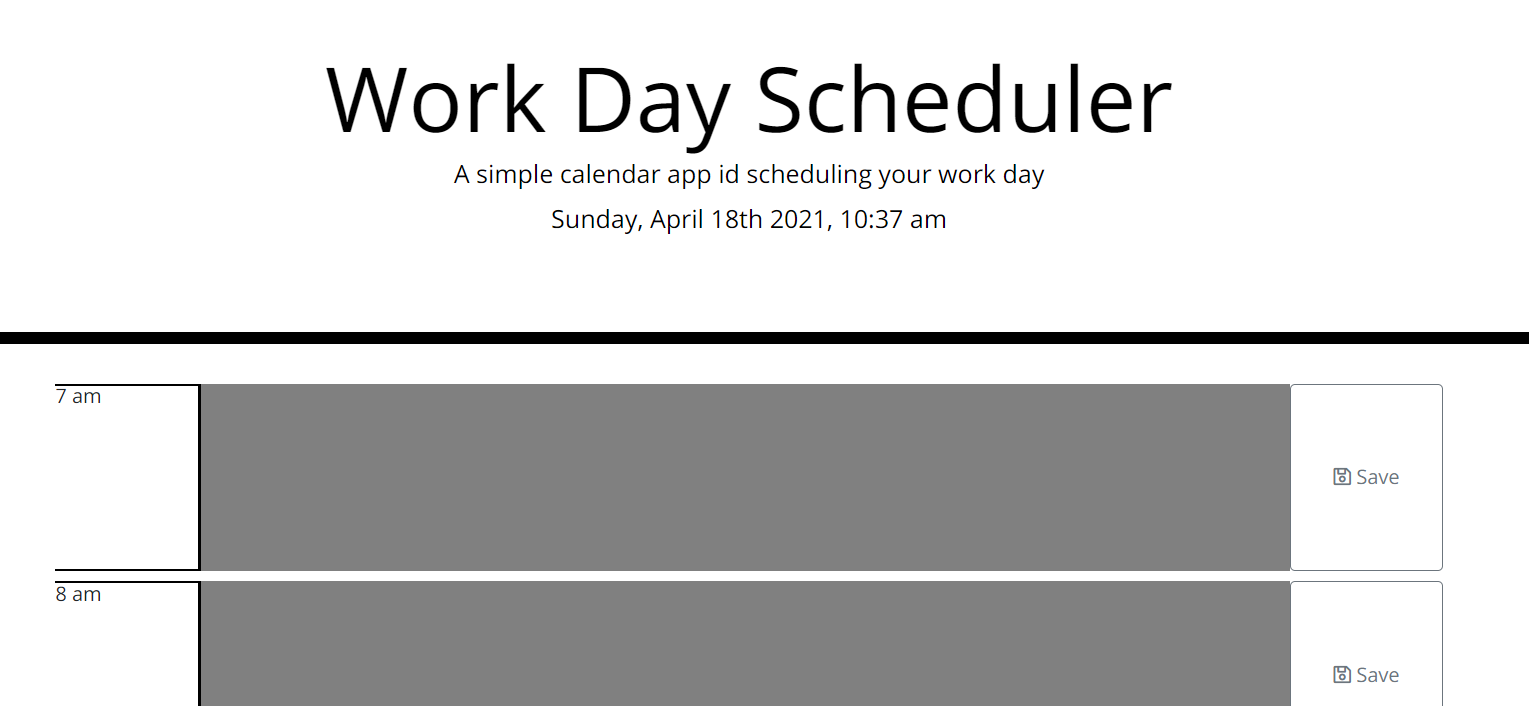 Work Day Scheduler
A simple calendar app id scheduling your work day
Sunday, April 18th 2021, 10:37 am
7 am
Save
8 am
Save